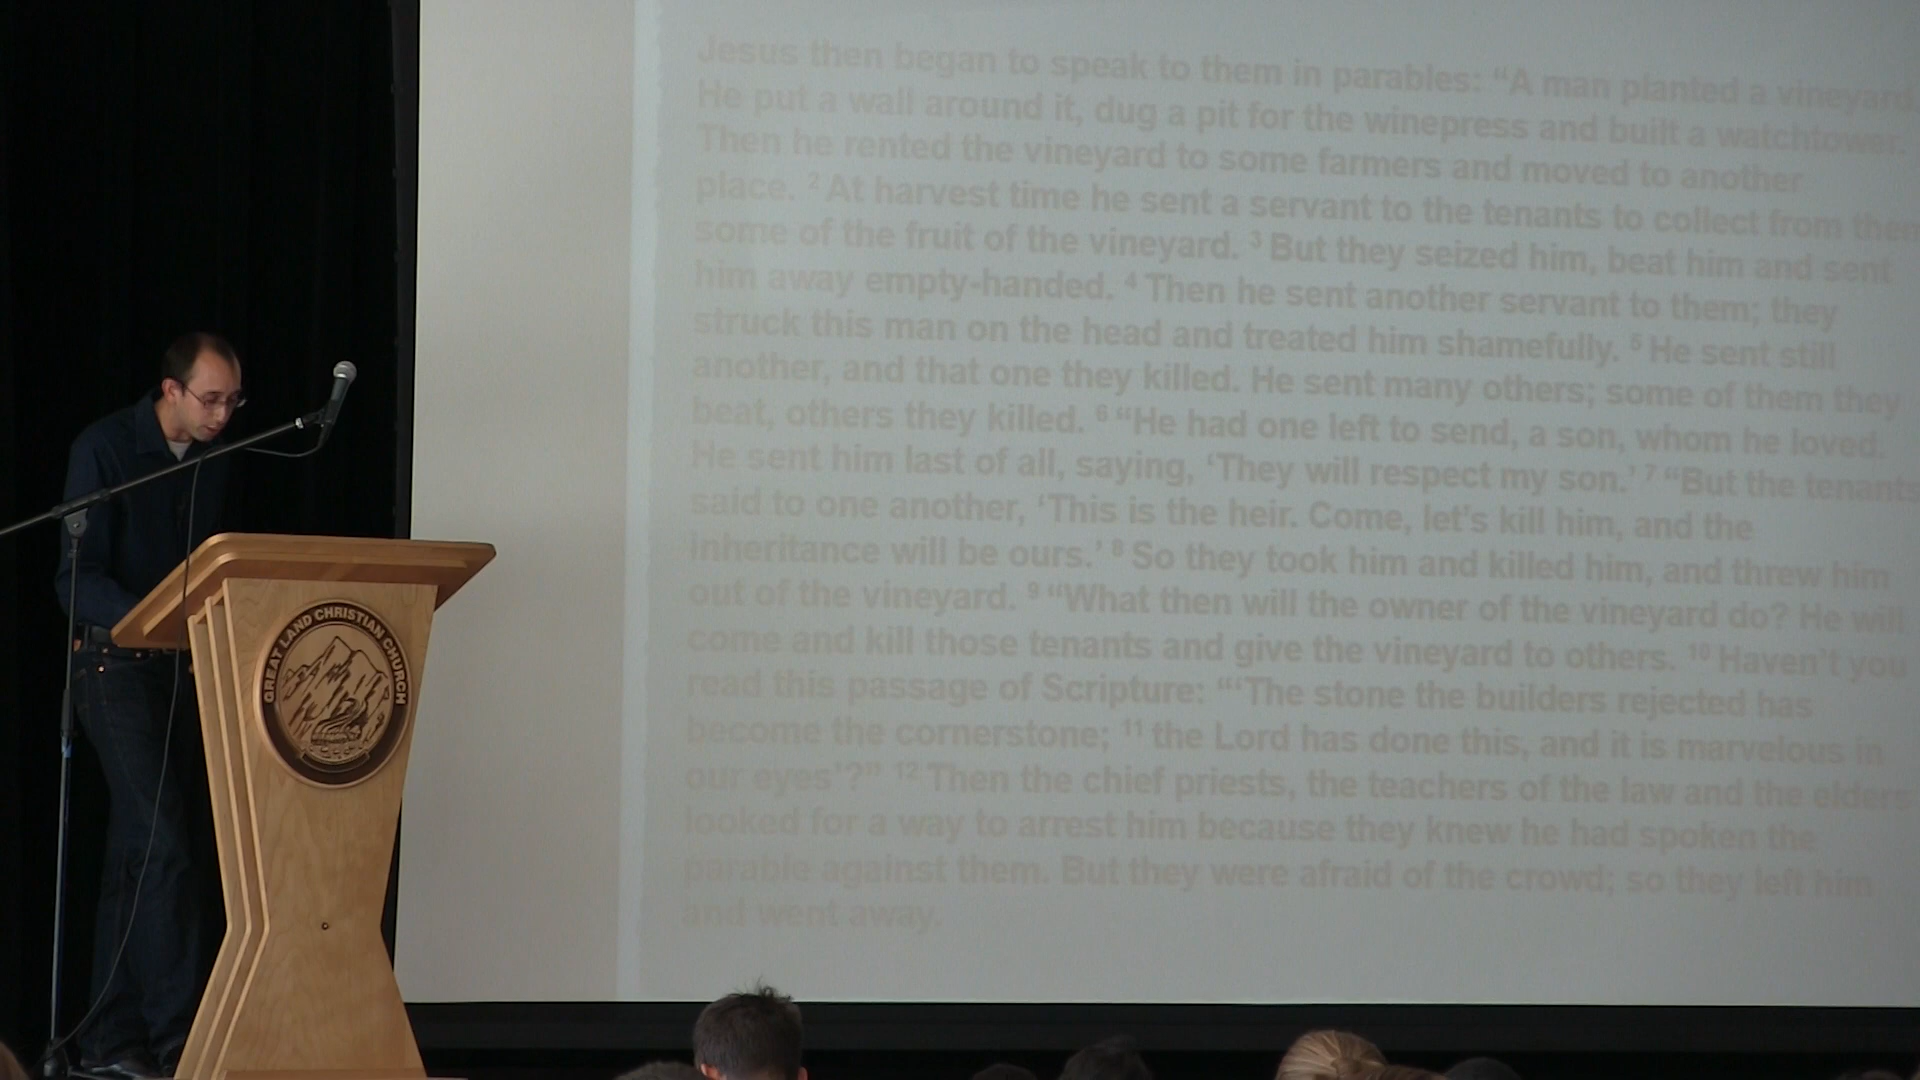 Jesus then began to speak to them in parables: “A man planted a vineyard.
He put a wall around it, dug a pit for the winepress and built a watchtower.
Then he rented the vineyard to some farmers and moved to another
place. ² At harvest time he sent a servant to the tenants to collect from them
some of the fruit of the vineyard. ³ But they seized him, beat him and sent
him away empty-handed. ⁴ Then he sent another servant to them; they
struck this man on the head and treated him shamefully. ⁵ He sent still
another, and that one they killed. He sent many others; some of them they
beat, others they killed. ⁶ “He had one left to send, a son, whom he loved.
He sent him last of all, saying, ‘They will respect my son.’ ⁷ “But the tenants
said to one another, ‘This is the heir. Come, let’s kill him, and the
inheritance will be ours.’ ⁸ So they took him and killed him, and threw him
out of the vineyard. ⁹ “What then will the owner of the vineyard do? He will
come and kill those tenants and give the vineyard to others. ¹⁰ Haven’t you
read this passage of Scripture: “‘The stone the builders rejected has
become the cornerstone; ¹¹ the Lord has done this, and it is marvelous in
our eyes’?” ¹² Then the chief priests, the teachers of the law and the elders
looked for a way to arrest him because they knew he had spoken the
parable against them. But they were afraid of the crowd; so they left him
and went away.
GREAT LAND CHRISTIAN CHURCH